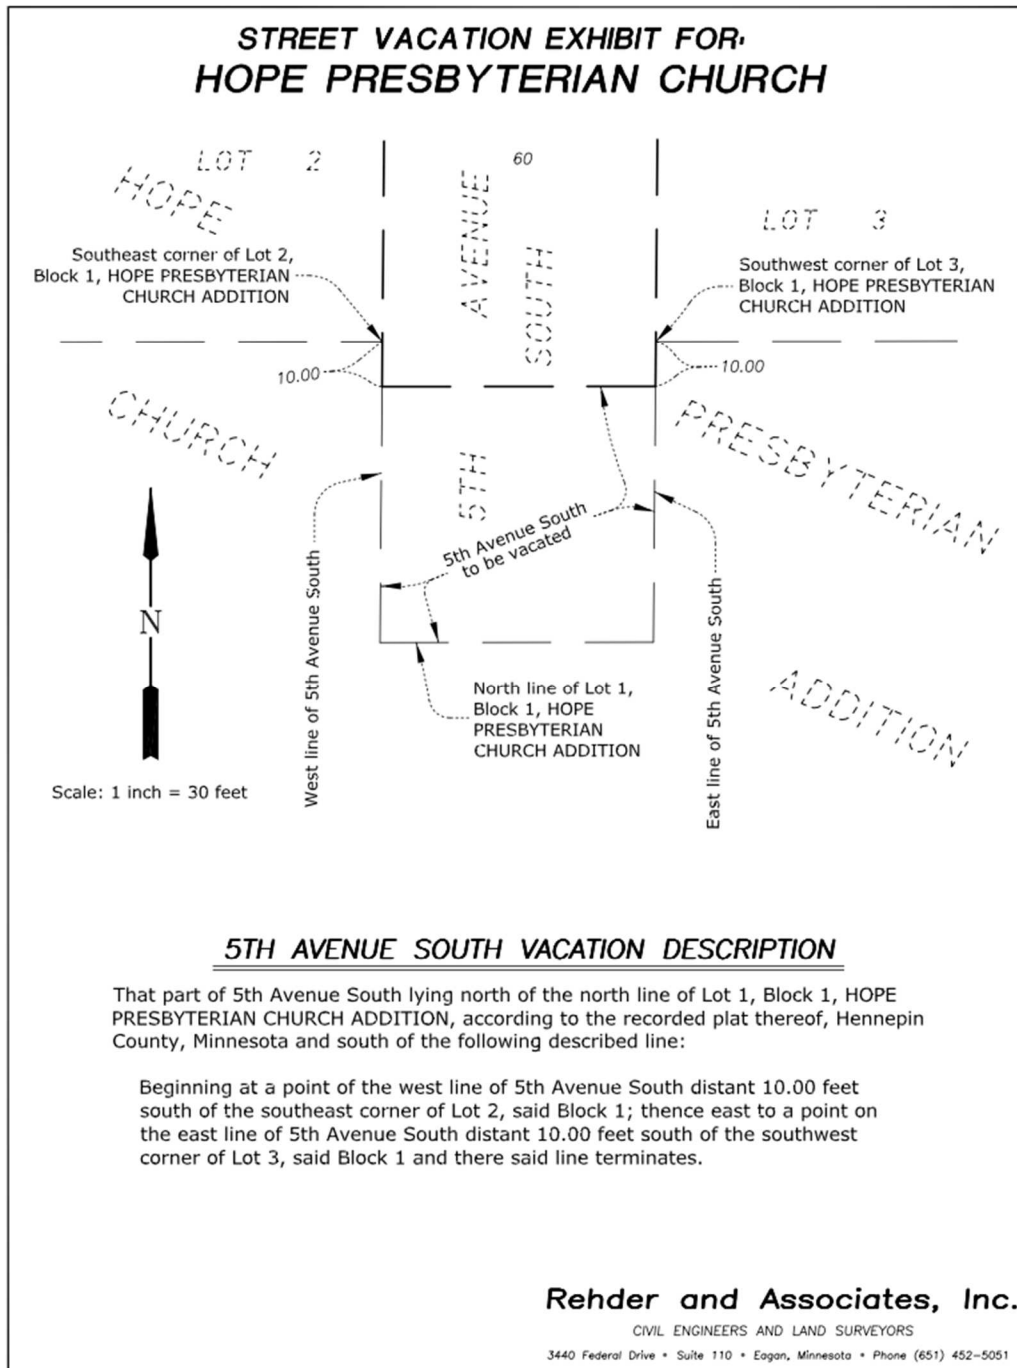 STREET VACATION EXHIBIT FOR:
HOPE PRESBYTERIAN CHURCH
LOT 2
60
HOPE
AVENUE
SOUTH
LOT 3
Southeast corner of Lot 2,
Block 1, HOPE PRESBYTERIAN
CHURCH ADDITION
Southwest corner of Lot 3,
Block 1, HOPE PRESBYTERIAN
CHURCH ADDITION
10.00
10.00
CHURCH
PRESBYTERIAN
5TH
5th Avenue South
to be vacated
West line of 5th Avenue South
East line of 5th Avenue South
N
ADDITION
North line of Lot 1,
Block 1, HOPE
PRESBYTERIAN
CHURCH ADDITION
Scale: 1 inch = 30 feet
5TH AVENUE SOUTH VACATION DESCRIPTION
That part of 5th Avenue South lying north of the north line of Lot 1, Block 1, HOPE
PRESBYTERIAN CHURCH ADDITION, according to the recorded plat thereof, Hennepin
County, Minnesota and south of the following described line:
Beginning at a point of the west line of 5th Avenue South distant 10.00 feet
south of the southeast corner of Lot 2, said Block 1; thence east to a point on
the east line of 5th Avenue South distant 10.00 feet south of the southwest
corner of Lot 3, said Block 1 and there said line terminates.
Rehder and Associates, Inc.
CIVIL ENGINEERS AND LAND SURVEYORS
3440 Federal Drive • Suite 110 • Eagan, Minnesota • Phone (651) 452-5051